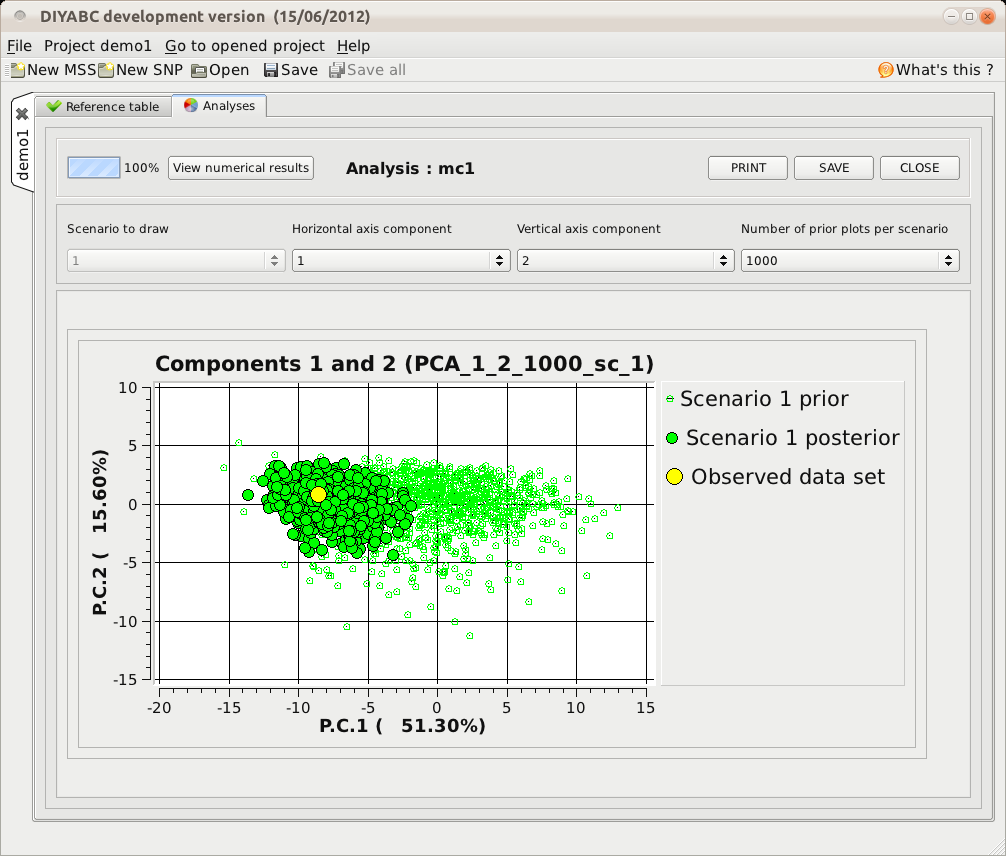 DIYABC development version (15/06/2012)
File Project demo1 Go to opened project Help
New MSS New SNP Open Save Save all What's this ?
demo1
Reference table Analyses
100% View numerical results Analysis : mc1 PRINT SAVE CLOSE
Scenario to draw Horizontal axis component Vertical axis component Number of prior plots per scenario
1 1 2 1000
Components 1 and 2 (PCA_1_2_1000_sc_1)
Scenario 1 prior
Scenario 1 posterior
Observed data set
P.C.2 ( 15.60%)
10
5
0
-5
-10
-15
-20 -15 -10 -5 0 5 10 15
P.C.1 ( 51.30%)